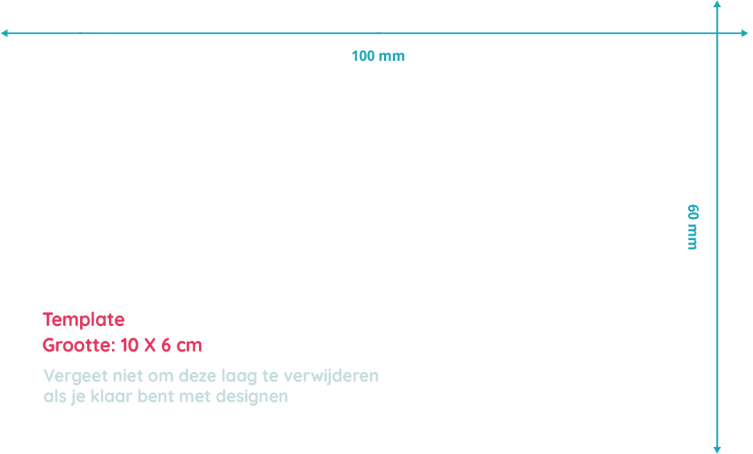 100 mm
60 mm
Template
Grootte: 10 X 6 cm
Vergeet niet om deze laag te verwijderen
als je klaar bent met designen